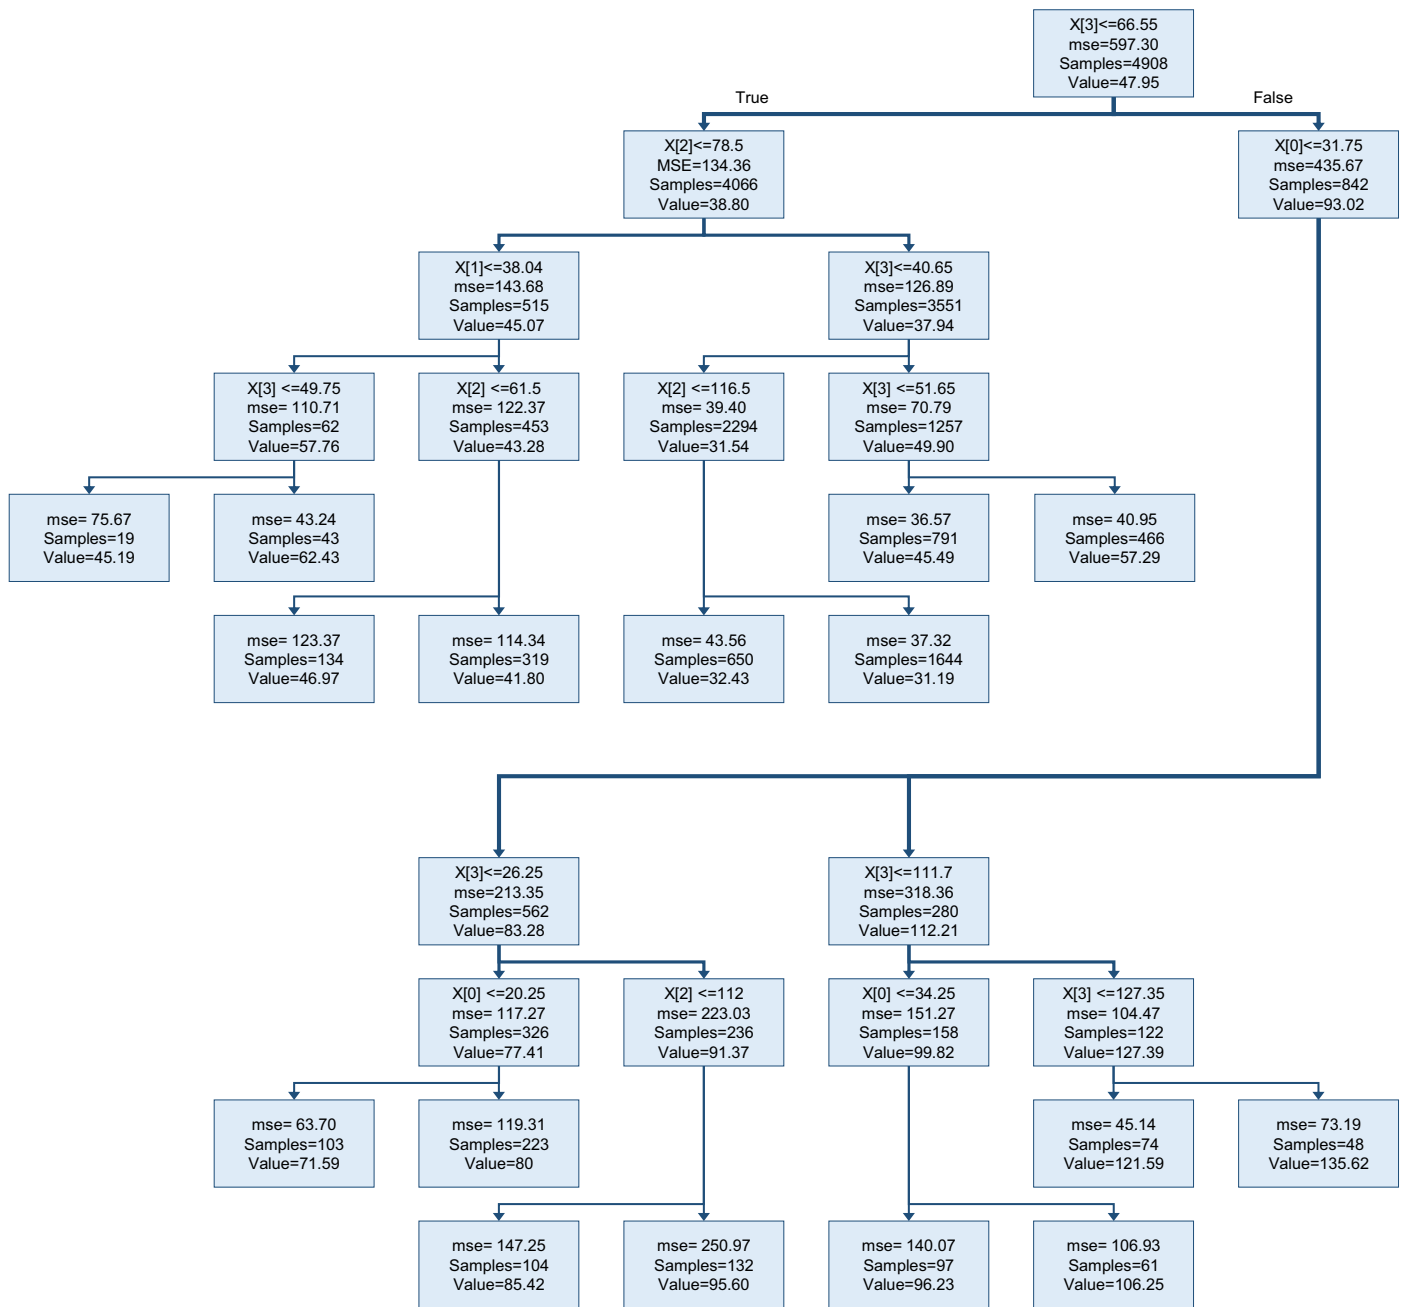 X[3]<=66.55
mse=597.30
Samples=4908
Value=47.95
True
False
X[2]<=78.5
MSE=134.36
Samples=4066
Value=38.80
X[0]<=31.75
mse=435.67
Samples=842
Value=93.02
X[1]<=38.04
mse=143.68
Samples=515
Value=45.07
X[3]<=40.65
mse=126.89
Samples=3551
Value=37.94
X[3] <=49.75
mse= 110.71
Samples=62
Value=57.76
X[2] <=61.5
mse= 122.37
Samples=453
Value=43.28
X[2] <=116.5
mse= 39.40
Samples=2294
Value=31.54
X[3] <=51.65
mse= 70.79
Samples=1257
Value=49.90
mse= 75.67
Samples=19
Value=45.19
mse= 43.24
Samples=43
Value=62.43
mse= 36.57
Samples=791
Value=45.49
mse= 40.95
Samples=466
Value=57.29
mse= 123.37
Samples=134
Value=46.97
mse= 114.34
Samples=319
Value=41.80
mse= 43.56
Samples=650
Value=32.43
mse= 37.32
Samples=1644
Value=31.19
X[3]<=26.25
mse=213.35
Samples=562
Value=83.28
X[3]<=111.7
mse=318.36
Samples=280
Value=112.21
X[0] <=20.25
mse= 117.27
Samples=326
Value=77.41
X[2] <=112
mse= 223.03
Samples=236
Value=91.37
X[0] <=34.25
mse= 151.27
Samples=158
Value=99.82
X[3] <=127.35
mse= 104.47
Samples=122
Value=127.39
mse= 63.70
Samples=103
Value=71.59
mse= 119.31
Samples=223
Value=80
mse= 45.14
Samples=74
Value=121.59
mse= 73.19
Samples=48
Value=135.62
mse= 147.25
Samples=104
Value=85.42
mse= 250.97
Samples=132
Value=95.60
mse= 140.07
Samples=97
Value=96.23
mse= 106.93
Samples=61
Value=106.25